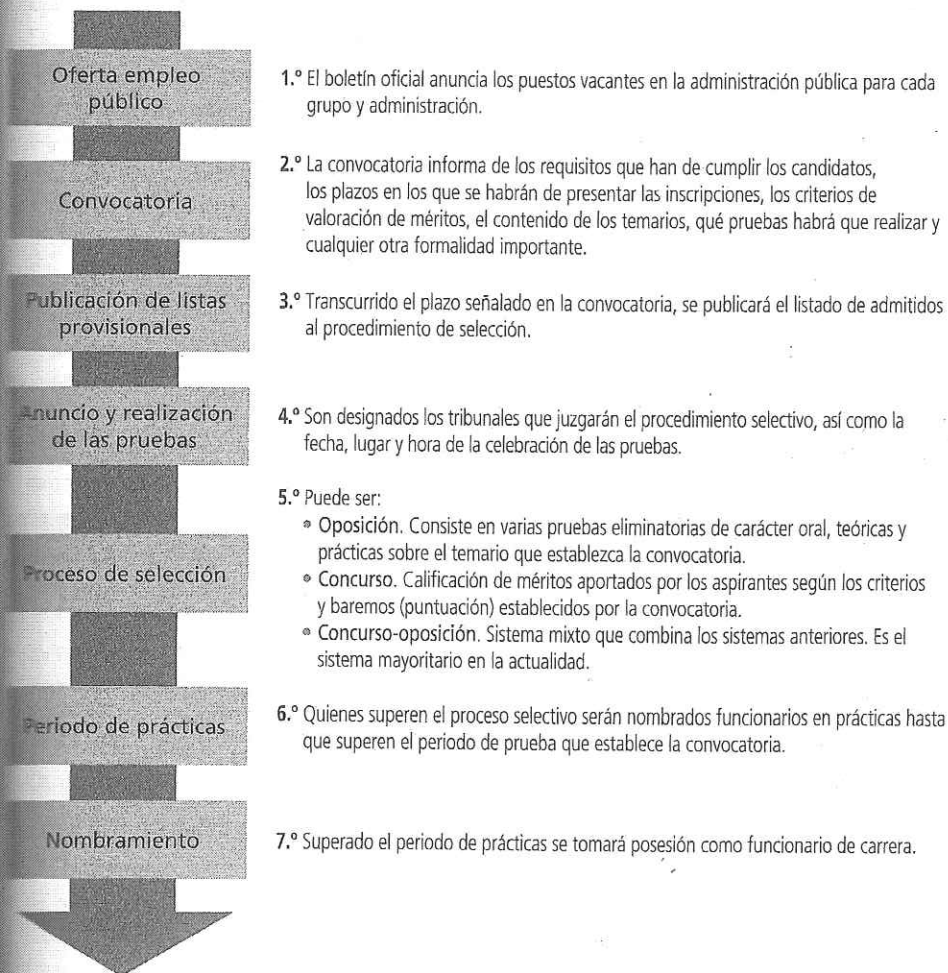 Oferta empleo
público
1.º El boletín oficial anuncia los puestos vacantes en la administración pública para cada
grupo y administración.
Convocatoria
2.º La convocatoria informa de los requisitos que han de cumplir los candidatos,
los plazos en los que se habrán de presentar las inscripciones, los criterios de
valoración de méritos, el contenido de los temarios, qué pruebas habrá que realizar y
cualquier otra formalidad importante.
Publicación de listas
provisionales
3.º Transcurrido el plazo señalado en la convocatoria, se publicará el listado de admitidos
al procedimiento de selección.
Anuncio y realización
de las pruebas
4.º Son designados los tribunales que juzgarán el procedimiento selectivo, así como la
fecha, lugar y hora de la celebración de las pruebas.
Proceso de selección
5.º Puede ser:
• Oposición. Consiste en varias pruebas eliminatorias de carácter oral, teóricas y
prácticas sobre el temario que establezca la convocatoria.
• Concurso. Calificación de méritos aportados por los aspirantes según los criterios
y baremos (puntuación) establecidos por la convocatoria.
• Concurso-oposición. Sistema mixto que combina los sistemas anteriores. Es el
sistema mayoritario en la actualidad.
Periodo de prácticas
6.º Quienes superen el proceso selectivo serán nombrados funcionarios en prácticas hasta
que superen el periodo de prueba que establece la convocatoria.
Nombramiento
7.º Superado el periodo de prácticas se tomará posesión como funcionario de carrera.